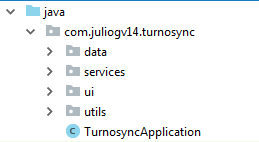 java
com.juliogv14.turnosync
data
services
ui
utils
C TurnosyncApplication